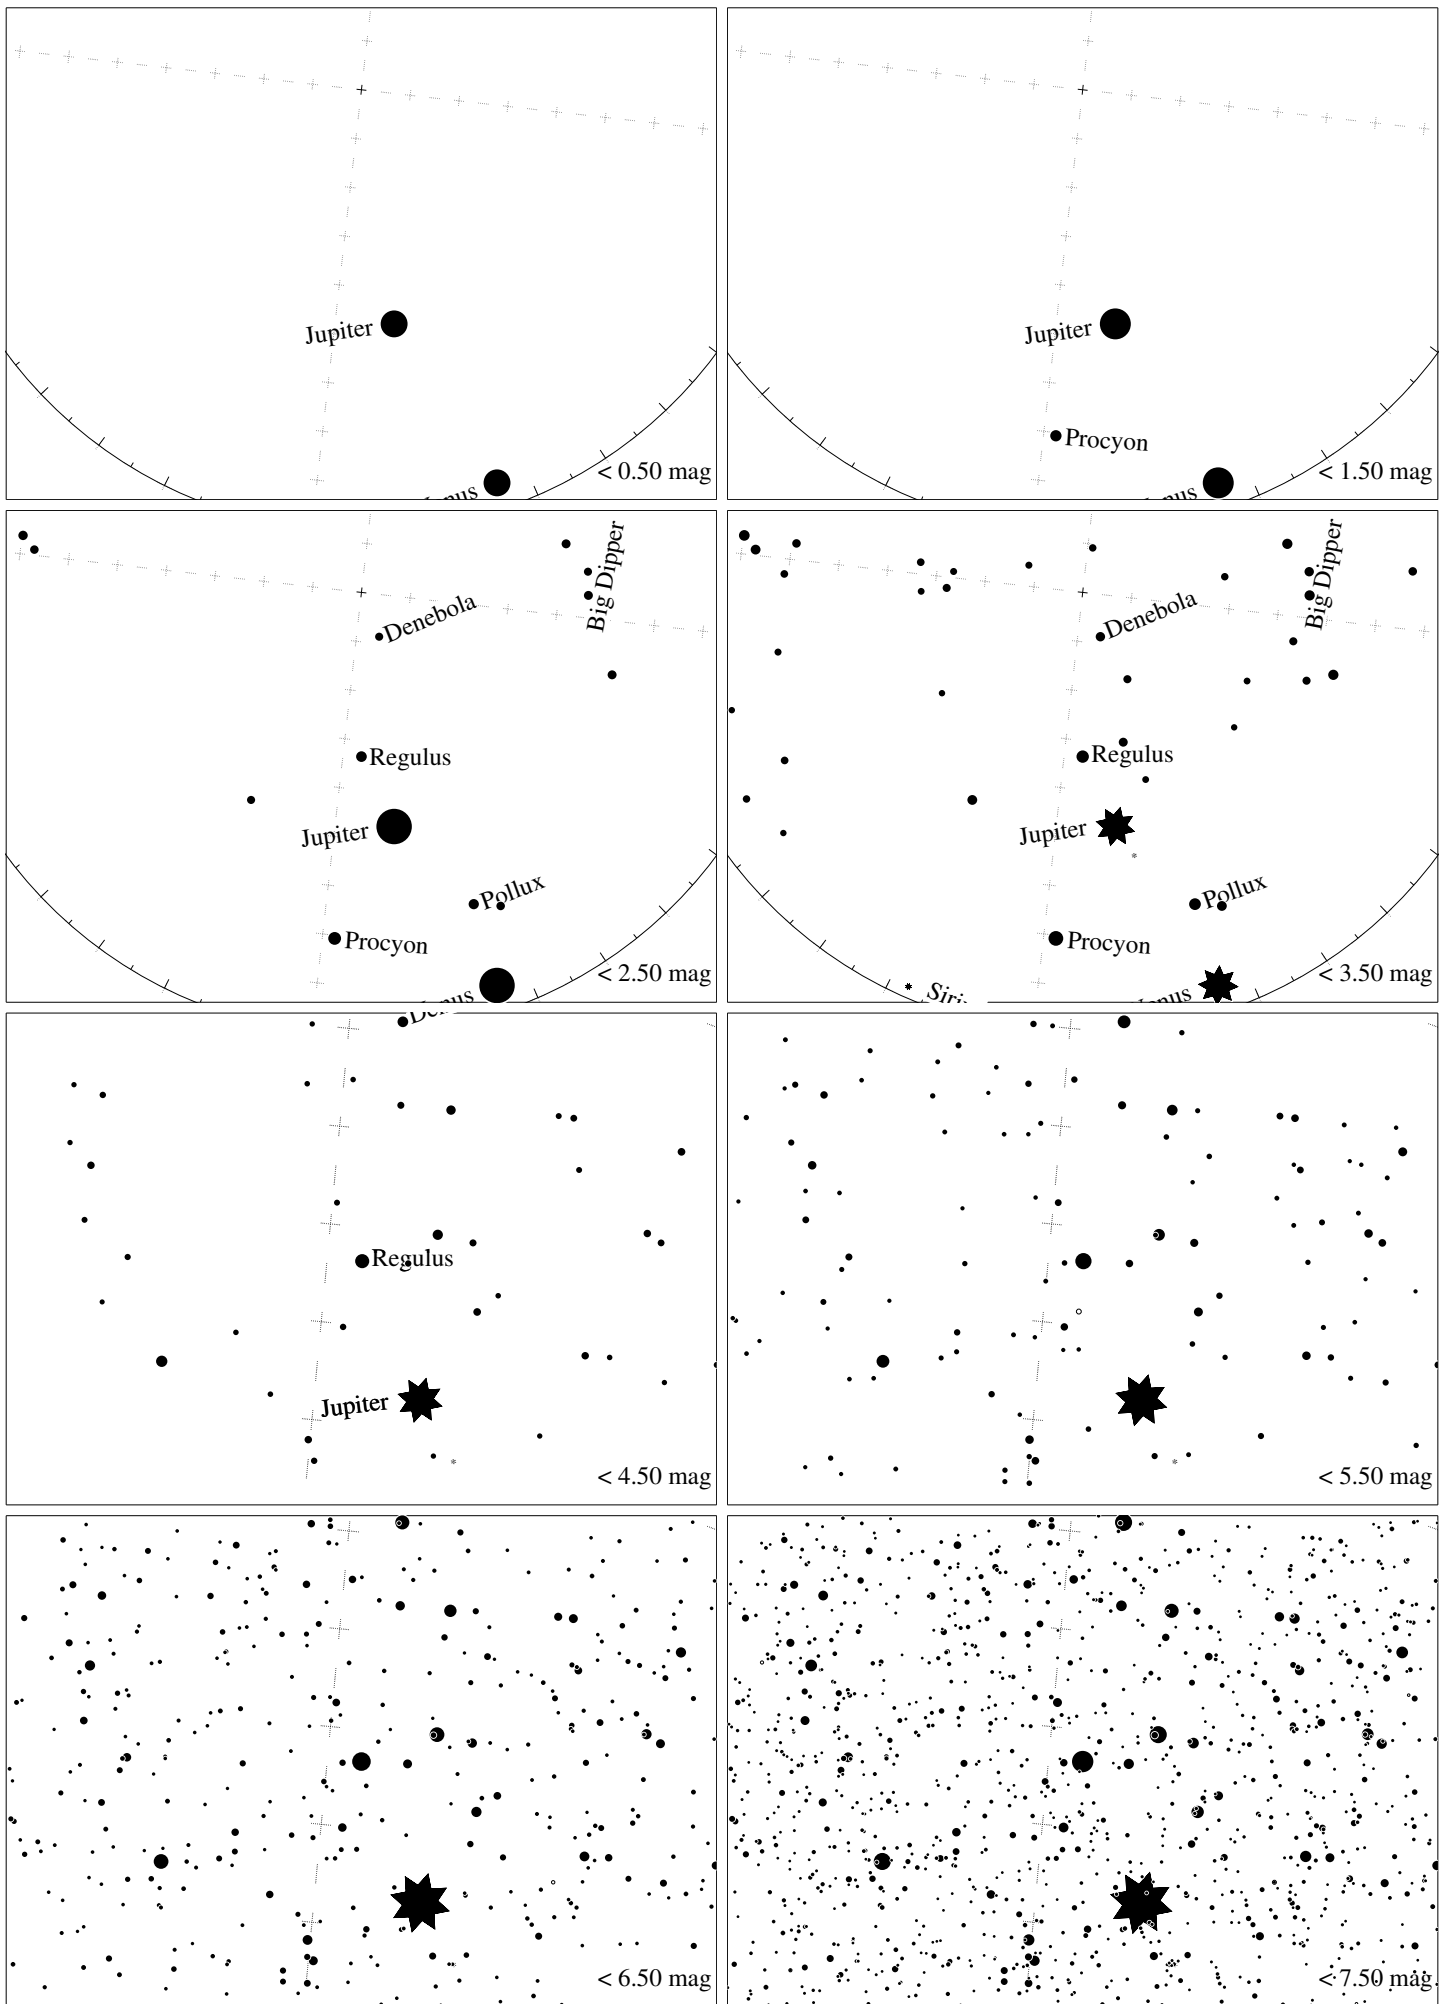 Jupiter
< 0.50 mag
Jupiter
Procyon
< 1.50 mag
Big Dipper
Denebola
Regulus
Jupiter
Pollux
Procyon
< 2.50 mag
Big Dipper
Denebola
Regulus
Jupiter
Pollux
Procyon
< 3.50 mag
Regulus
Jupiter
< 4.50 mag
< 5.50 mag
< 6.50 mag
< 7.50 mag